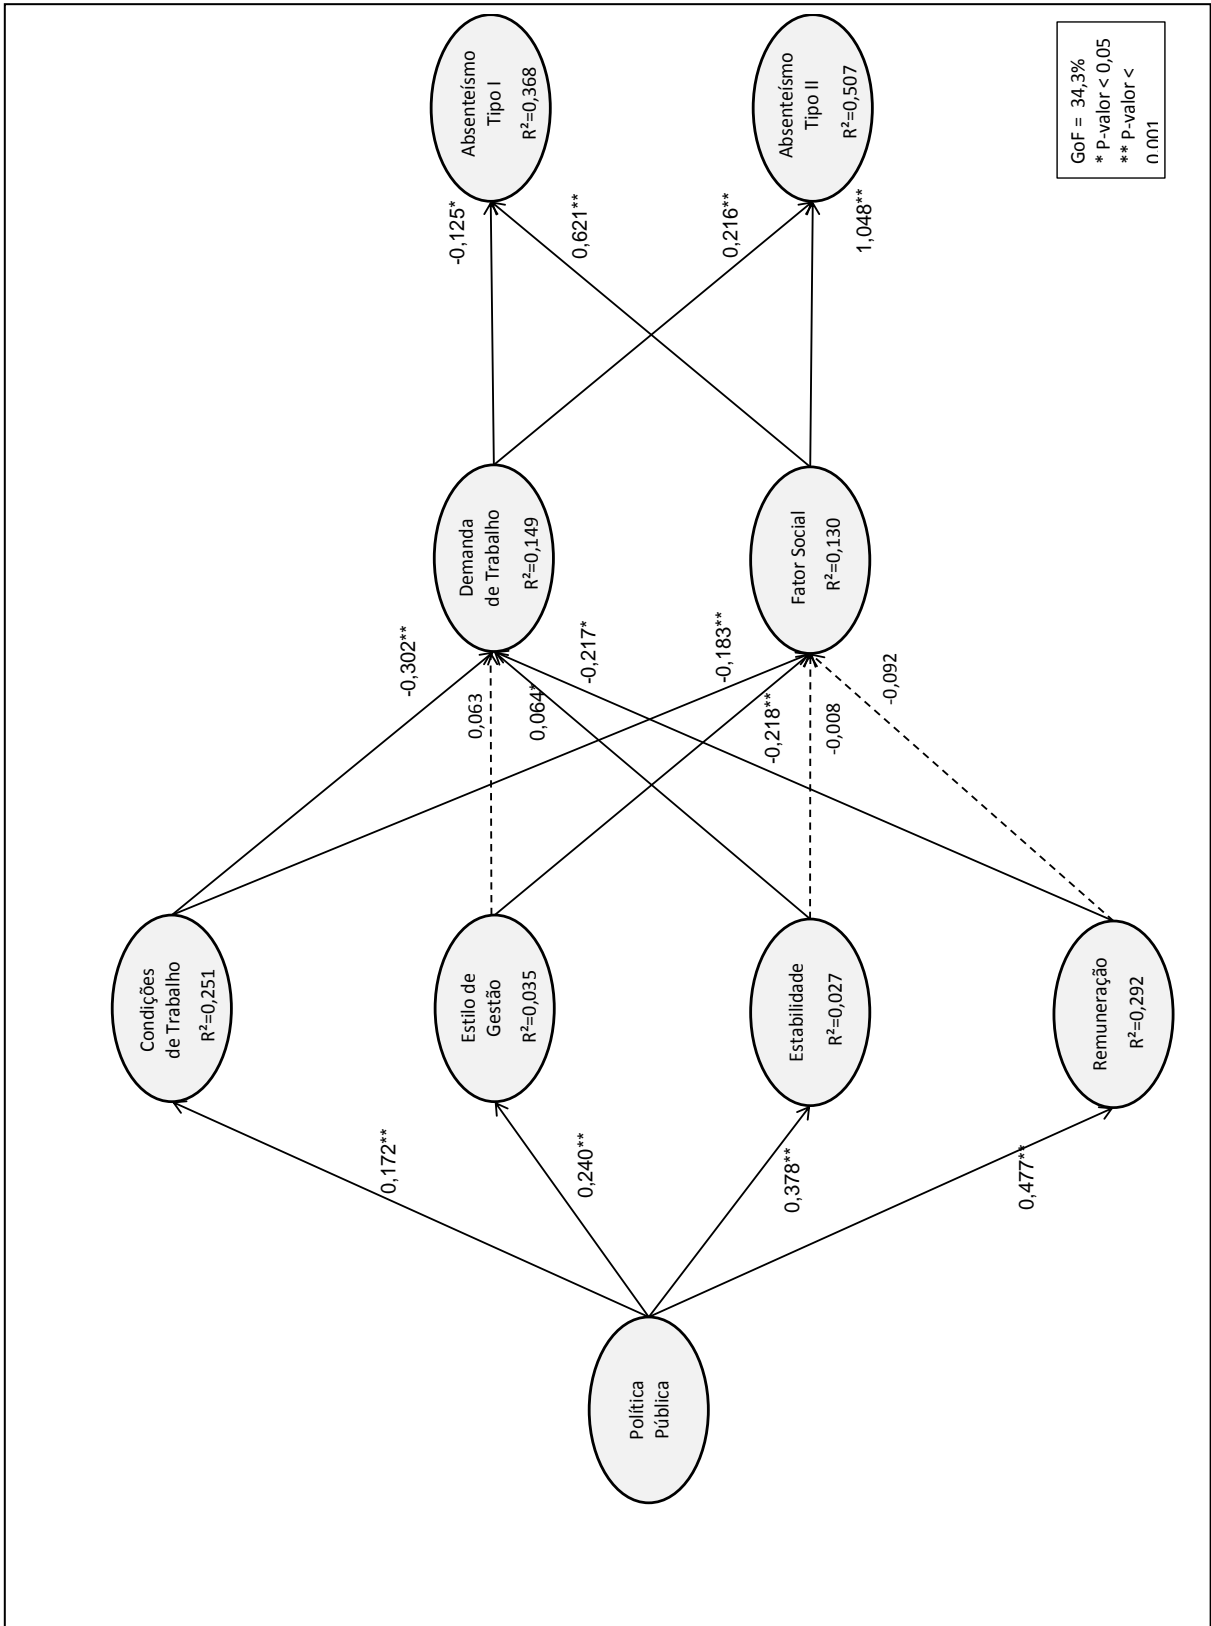 Política
Pública
0,172**
0,240**
0,378**
0,477**
Condições
de Trabalho
R²=0,251
Estilo de
Gestão
R²=0,035
Estabilidade
R²=0,027
Remuneração
R²=0,292
-0,302**
0,063
0,064*
-0,217*
-0,183**
-0,218**
-0,008
-0,092
Demanda
de Trabalho
R²=0,149
Fator Social
R²=0,130
-0,125*
0,621**
0,216**
1,048**
Absenteísmo
Tipo I
R²=0,368
Absenteísmo
Tipo II
R²=0,507
GoF = 34,3%
* P-valor < 0,05
** P-valor <
0,001